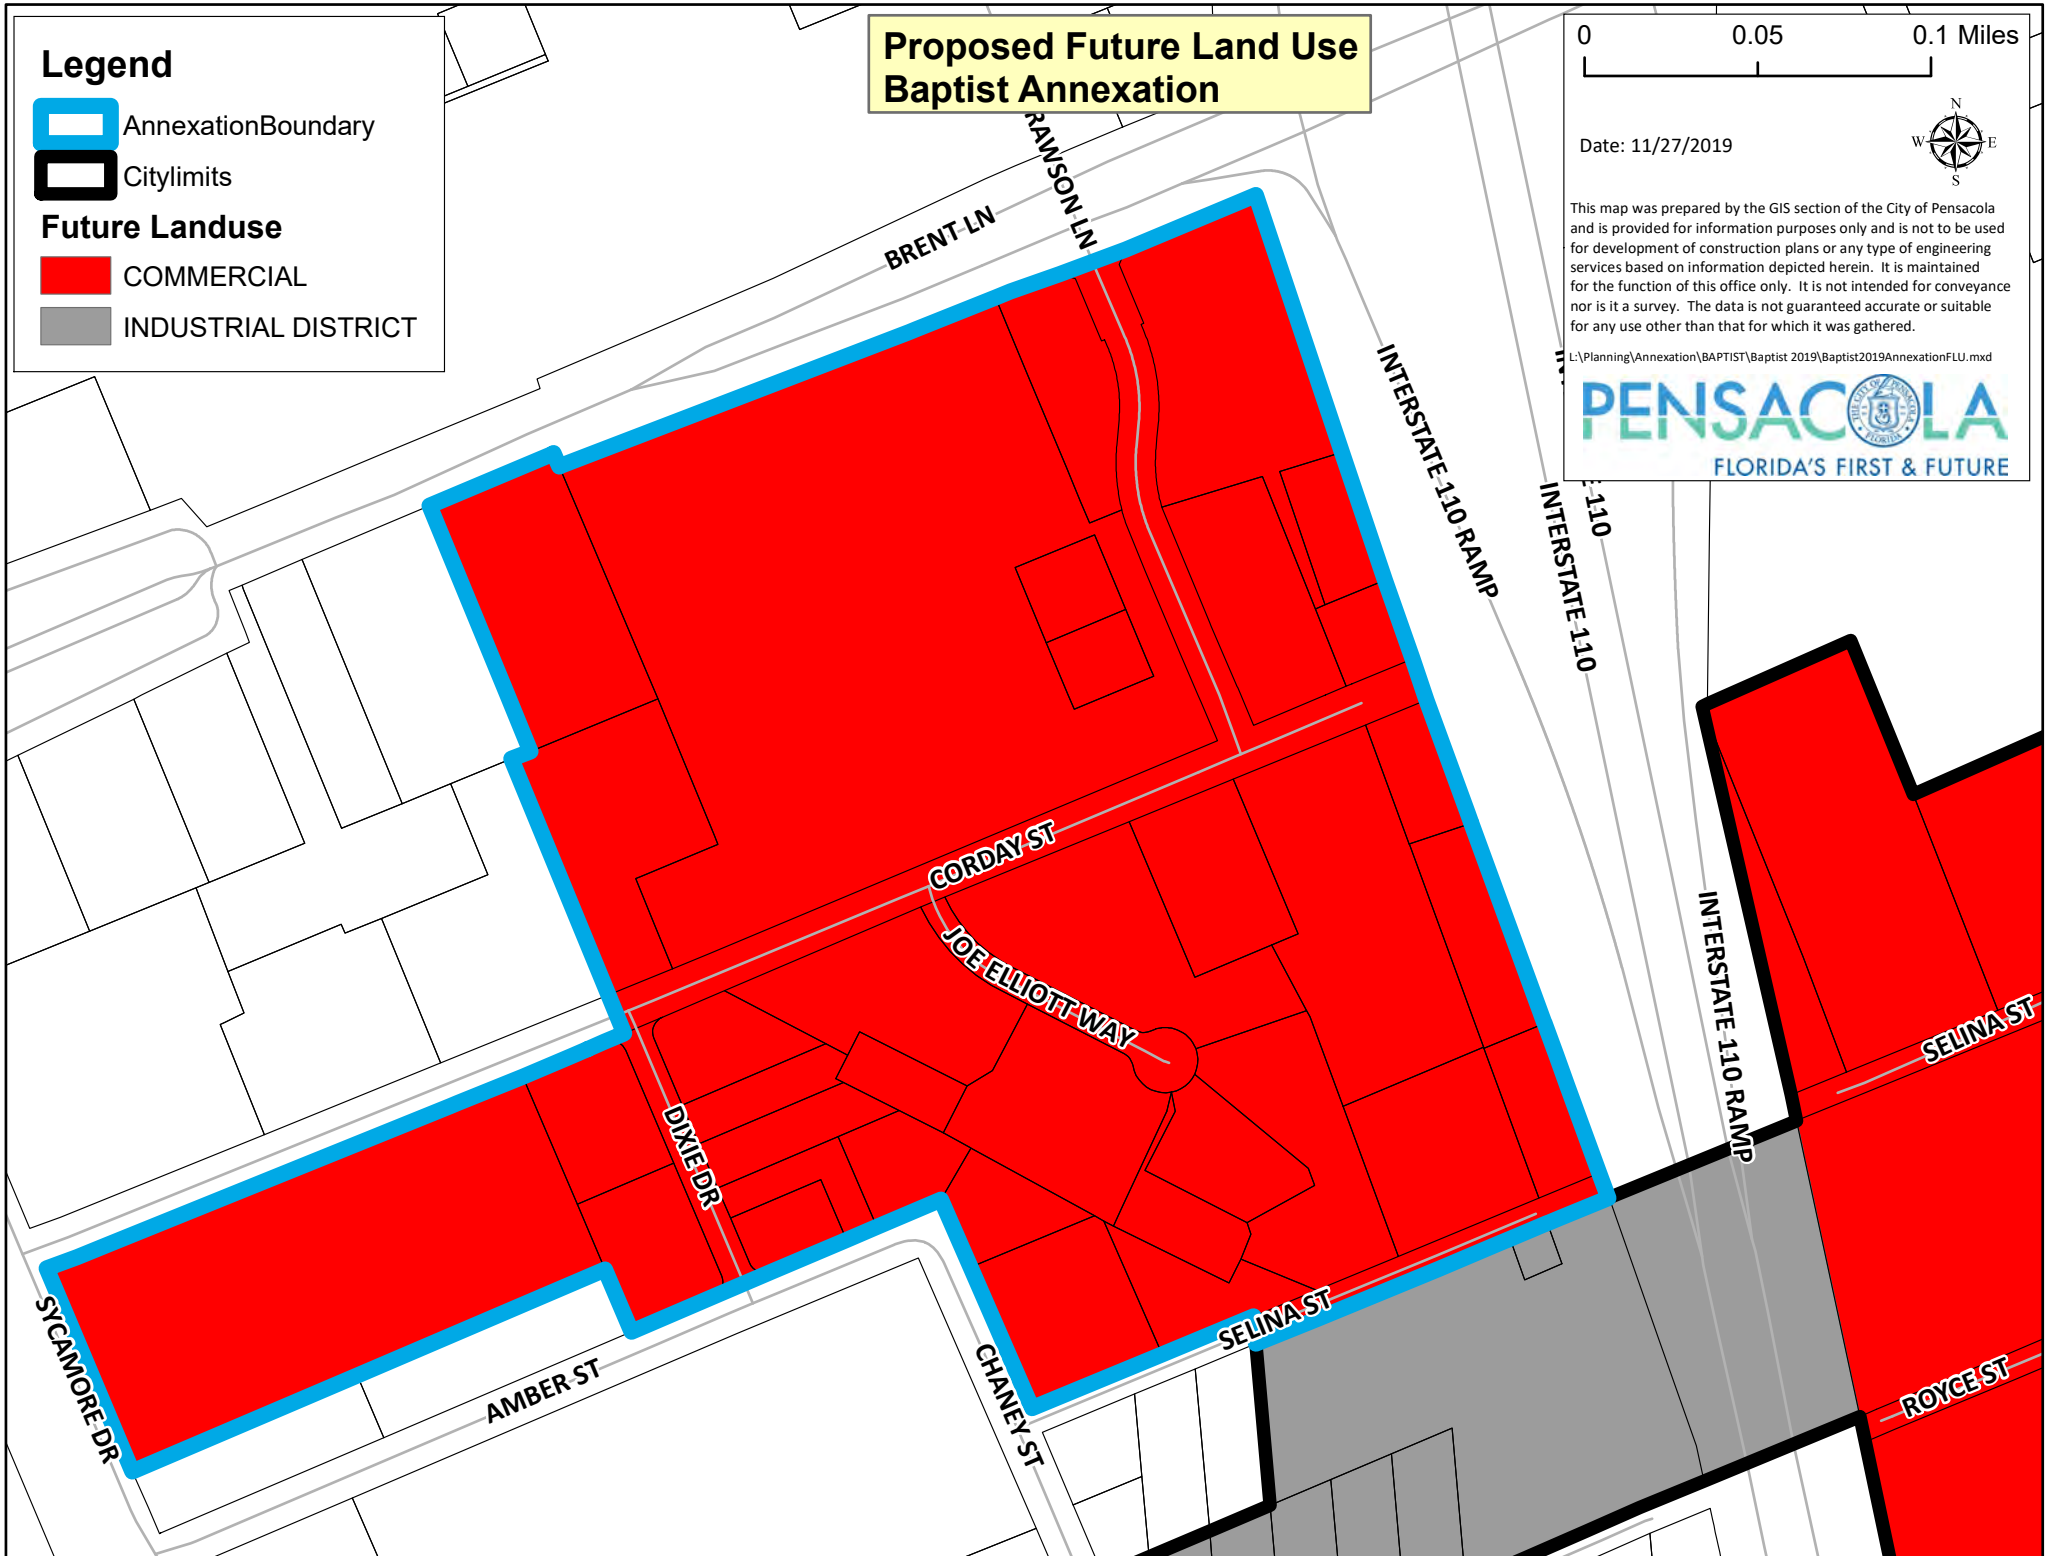 Legend
AnnexationBoundary
Citylimits
Future Landuse
COMMERCIAL
INDUSTRIAL DISTRICT
Proposed Future Land Use
Baptist Annexation
0 0.05 0.1 Miles
N
W E
S
Date: 11/27/2019
This map was prepared by the GIS section of the City of Pensacola
and is provided for information purposes only and is not to be used
for development of construction plans or any type of engineering
services based on information depicted herein. It is maintained
for the function of this office only. It is not intended for conveyance
nor is it a survey. The data is not guaranteed accurate or suitable
for any use other than that for which it was gathered.
L:\Planning\Annexation\BAPTIST\Baptist 2019\Baptist2019AnnexationFLU.mxd
PENSACOLA
FLORIDA'S FIRST & FUTURE
RAWSON LN
BRENT LN
INTERSTATE 110 RAMP
INTERSTATE 110
E 110
CORDAY ST
JOE ELLIOTT WAY
INTERSTATE 110 RAMP
SELINA ST
DIXIE DR
SYCAMORE DR
AMBER ST
CHANEY ST
SELINA ST
ROYCE ST